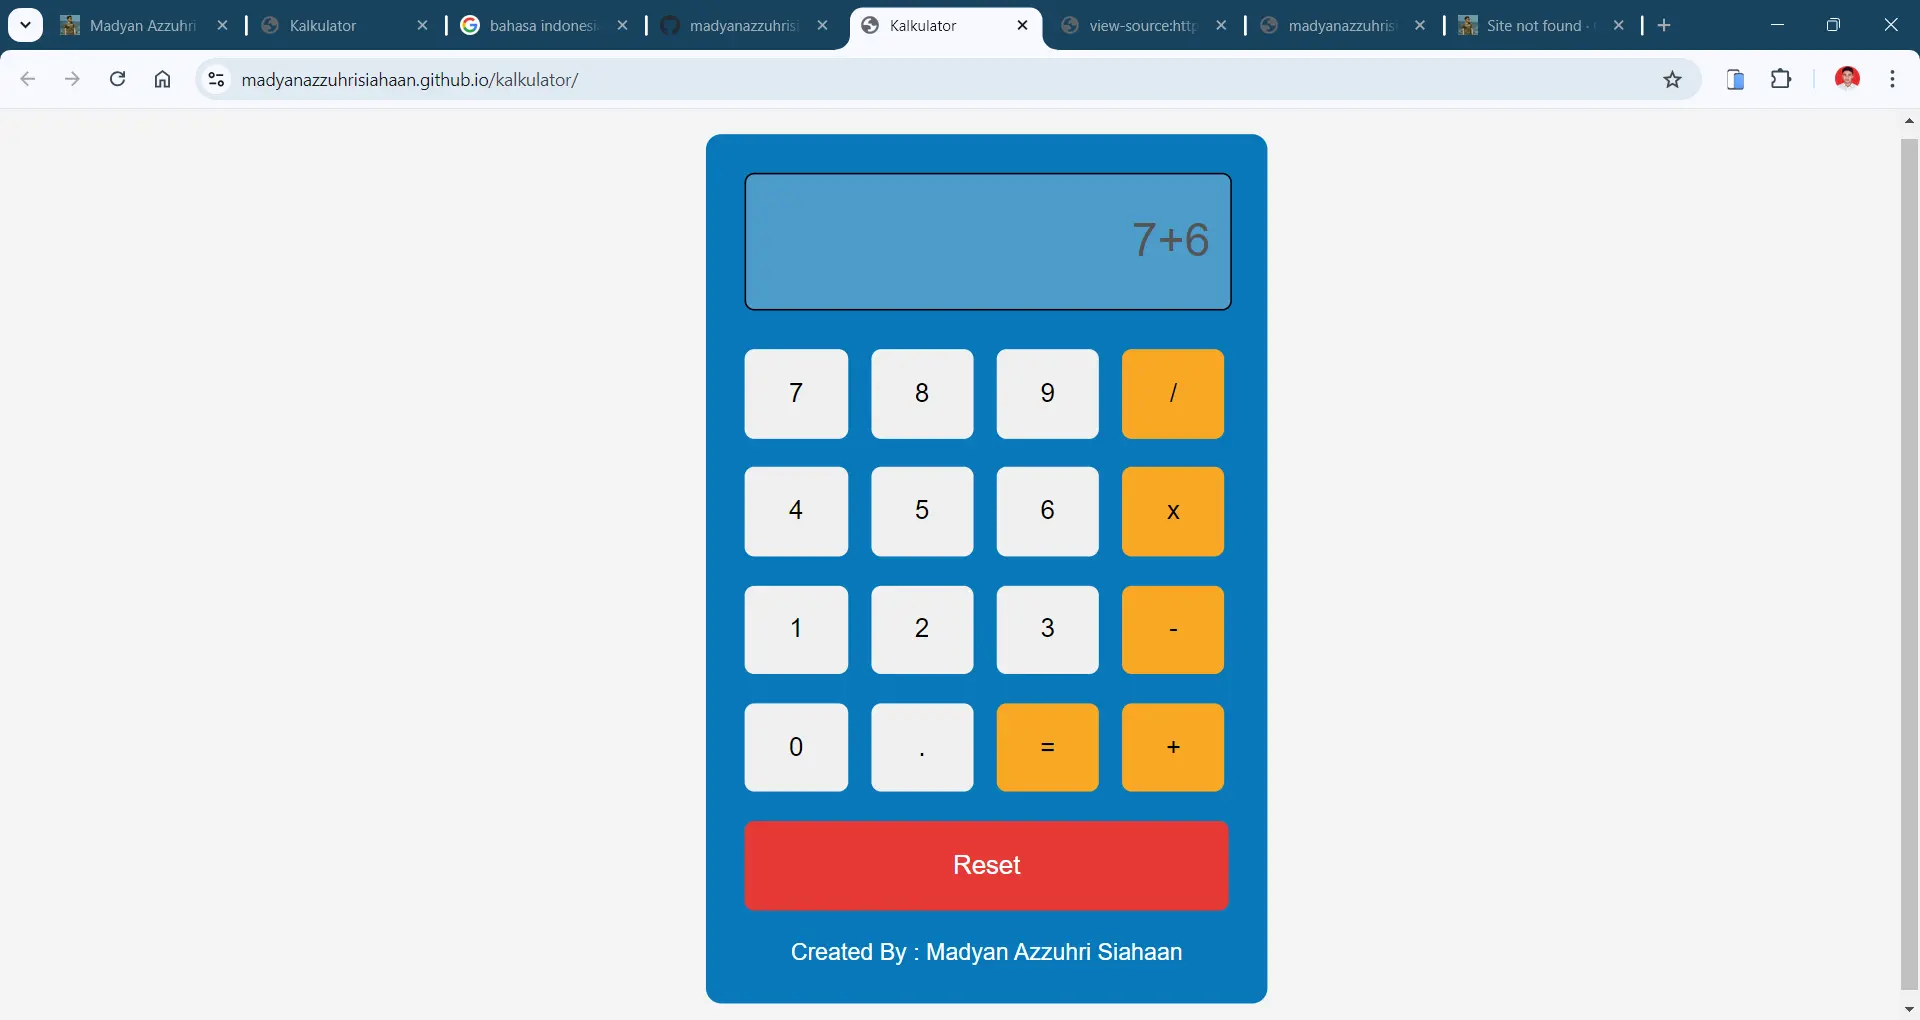 Madyan Azzuhri
Kalkulator
bahasa indonesi
madyanazzuhrisi
Kalkulator
view-source:http
madyanazzuhrisi
Site not found ·
madyanazzuhrisiahaan.github.io/kalkulator/
7+6
7 8 9 /
4 5 6 x
1 2 3 -
0 . = +
Reset
Created By : Madyan Azzuhri Siahaan